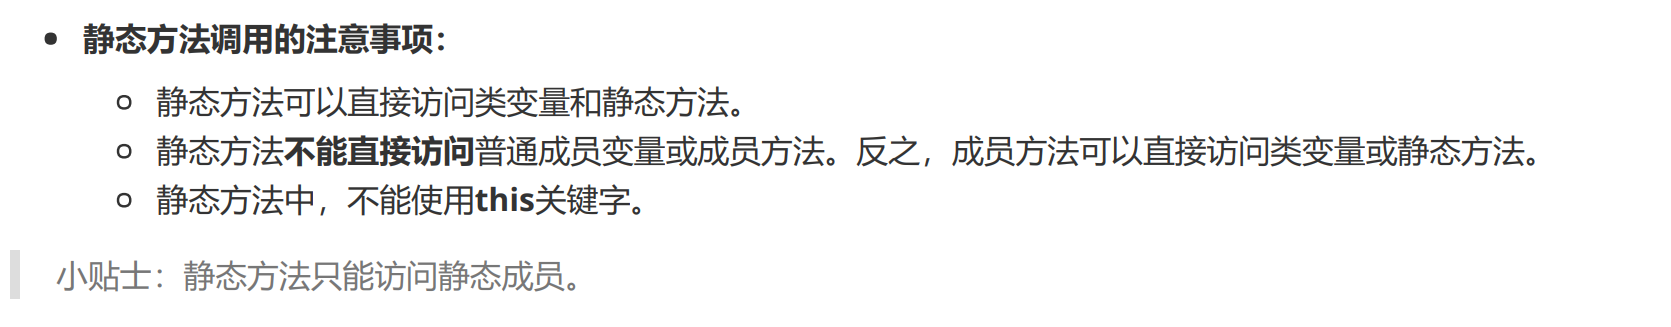 静态方法调用的注意事项：
静态方法可以直接访问类变量和静态方法。
静态方法不能直接访问普通成员变量或成员方法。反之，成员方法可以直接访问类变量或静态方法。
静态方法中，不能使用this关键字。
小贴士：静态方法只能访问静态成员。